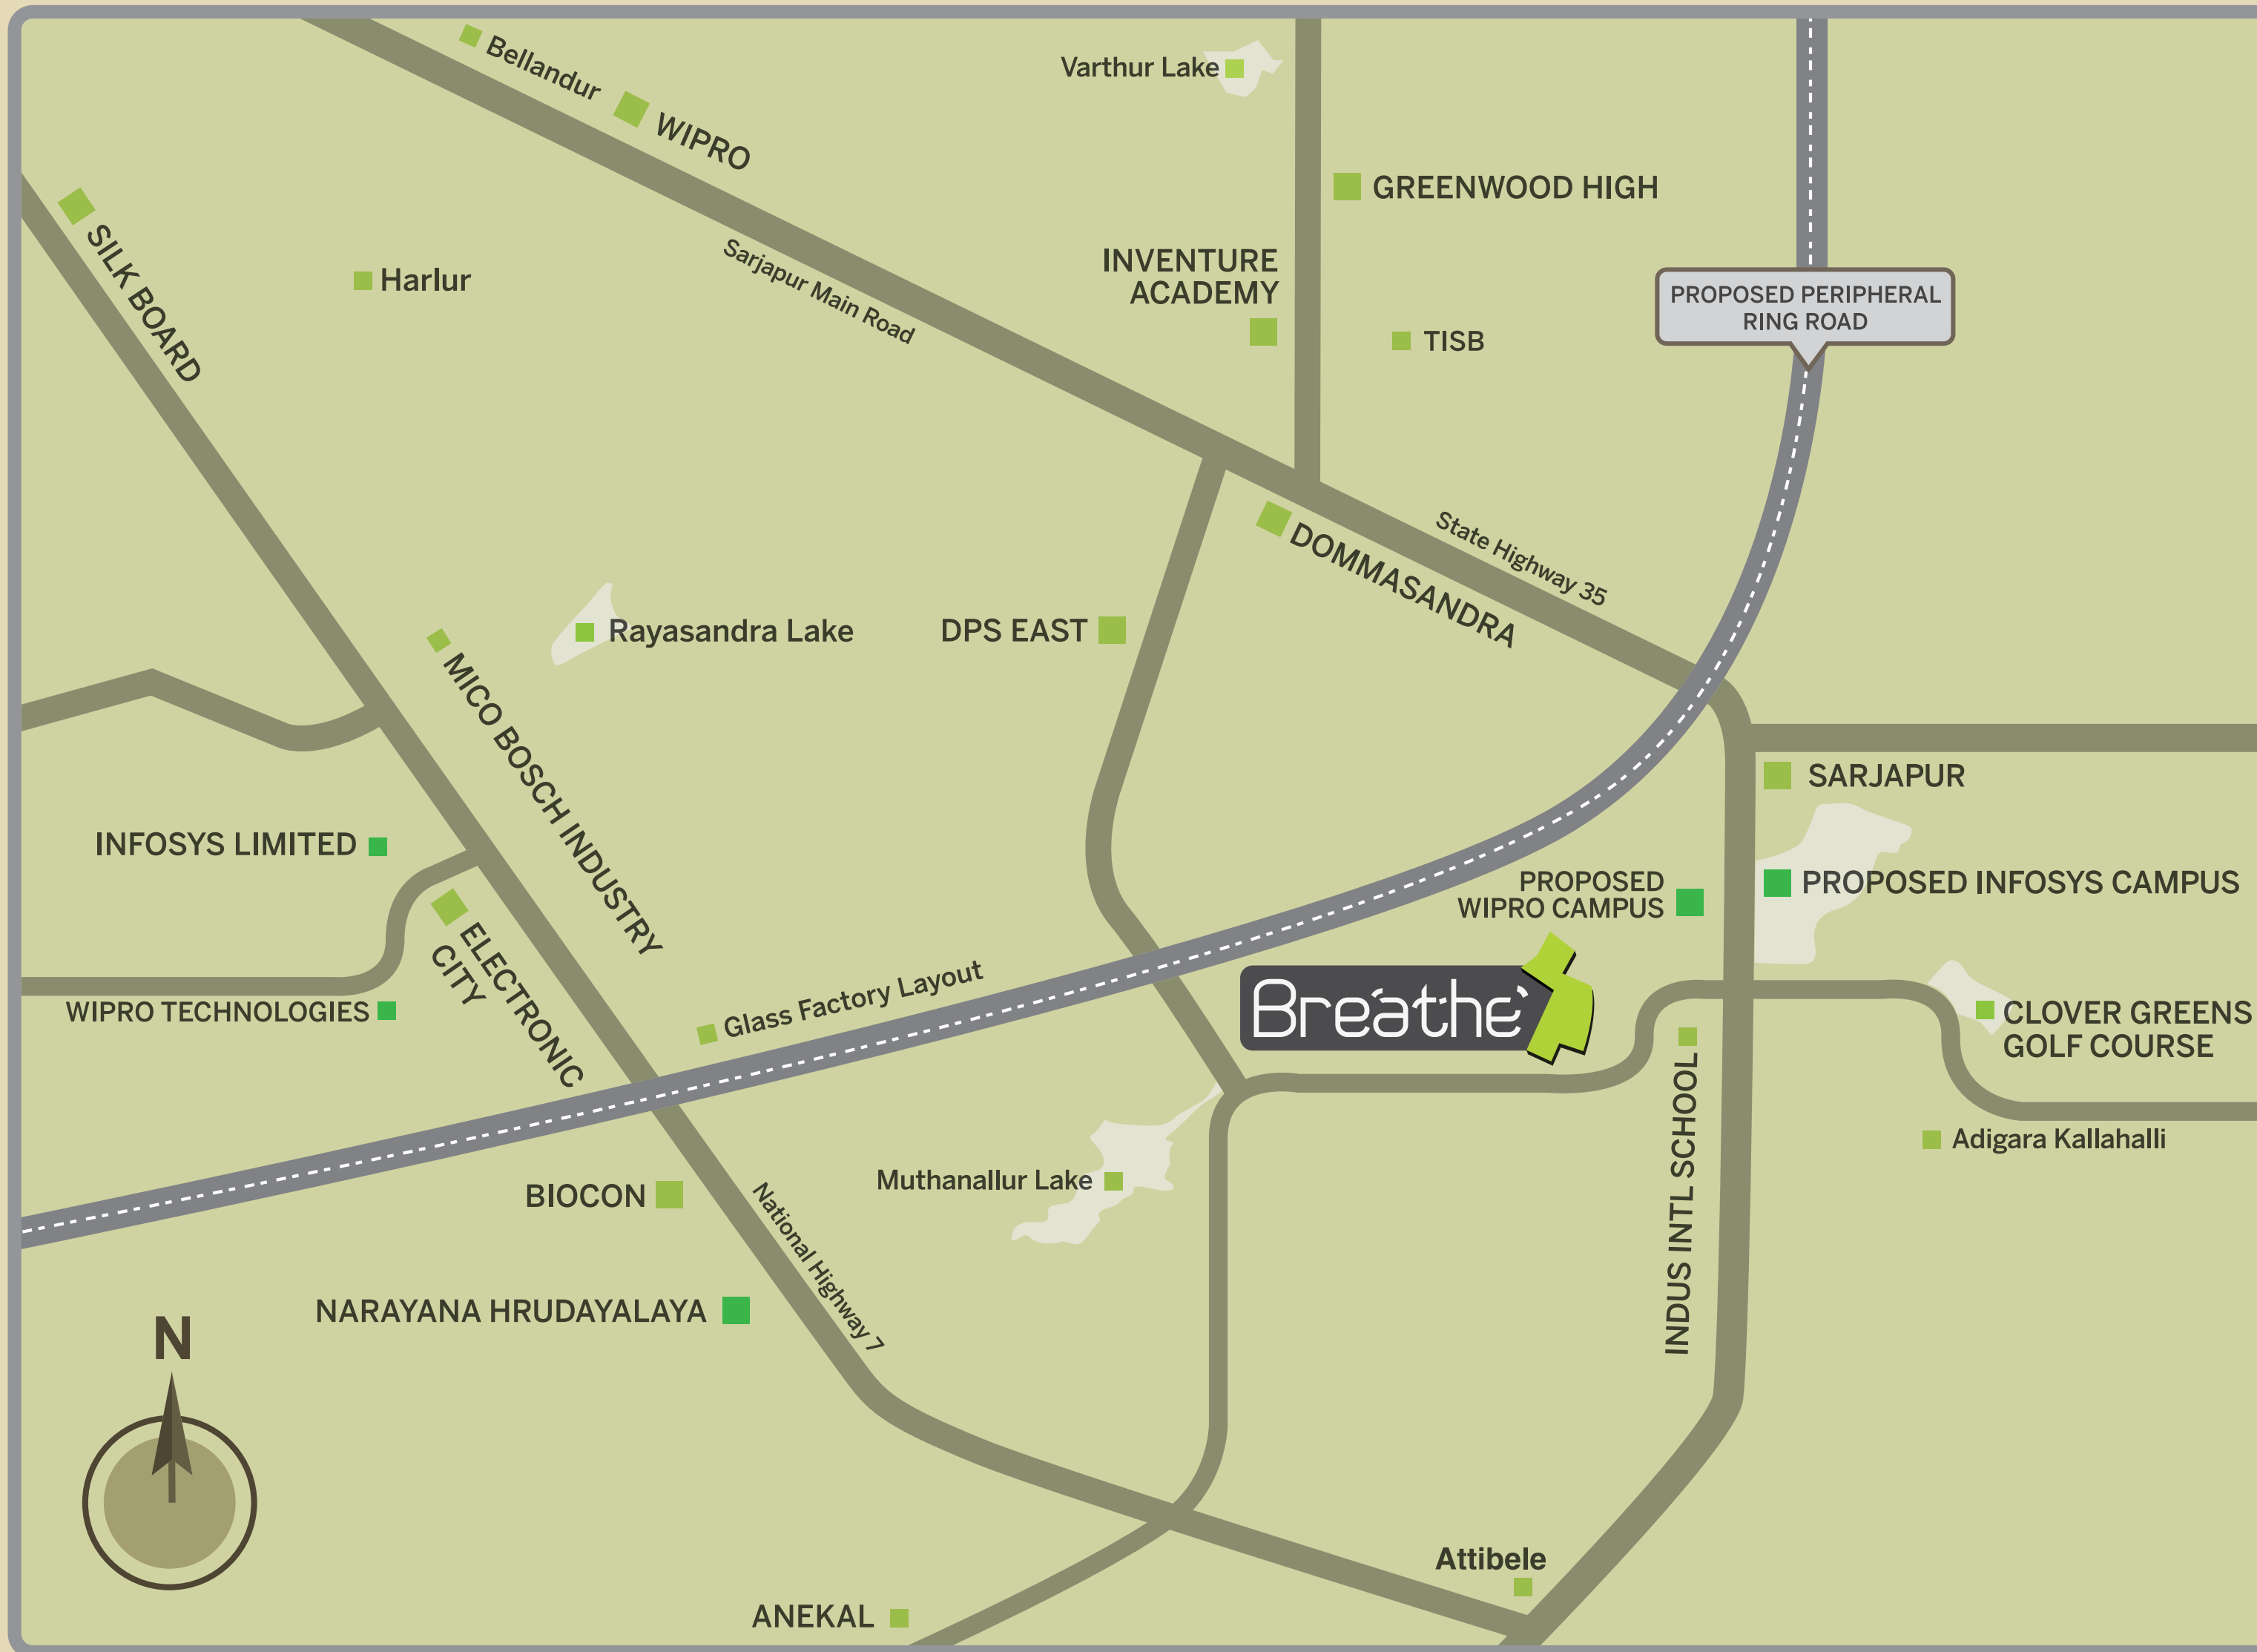 Bellandur
WIPRO
Varthur Lake
GREENWOOD HIGH
SILK BOARD
Harlur
Sarjapur Main Road
INVENTURE
ACADEMY
TISB
PROPOSED PERIPHERAL
RING ROAD
State Highway 35
DOMMASANDRA
Rayasandra Lake
DPS EAST
MICO BOSCH INDUSTRY
SARJAPUR
INFOSYS LIMITED
PROPOSED
WIPRO CAMPUS
PROPOSED INFOSYS CAMPUS
ELECTRONIC
CITY
WIPRO TECHNOLOGIES
Glass Factory Layout
Breathe
CLOVER GREENS
GOLF COURSE
INDUS INTL SCHOOL
Adigara Kallahalli
Muthanallur Lake
BIOCON
National Highway 7
NARAYANA HRUDAYALAYA
N
Attibele
ANEKAL